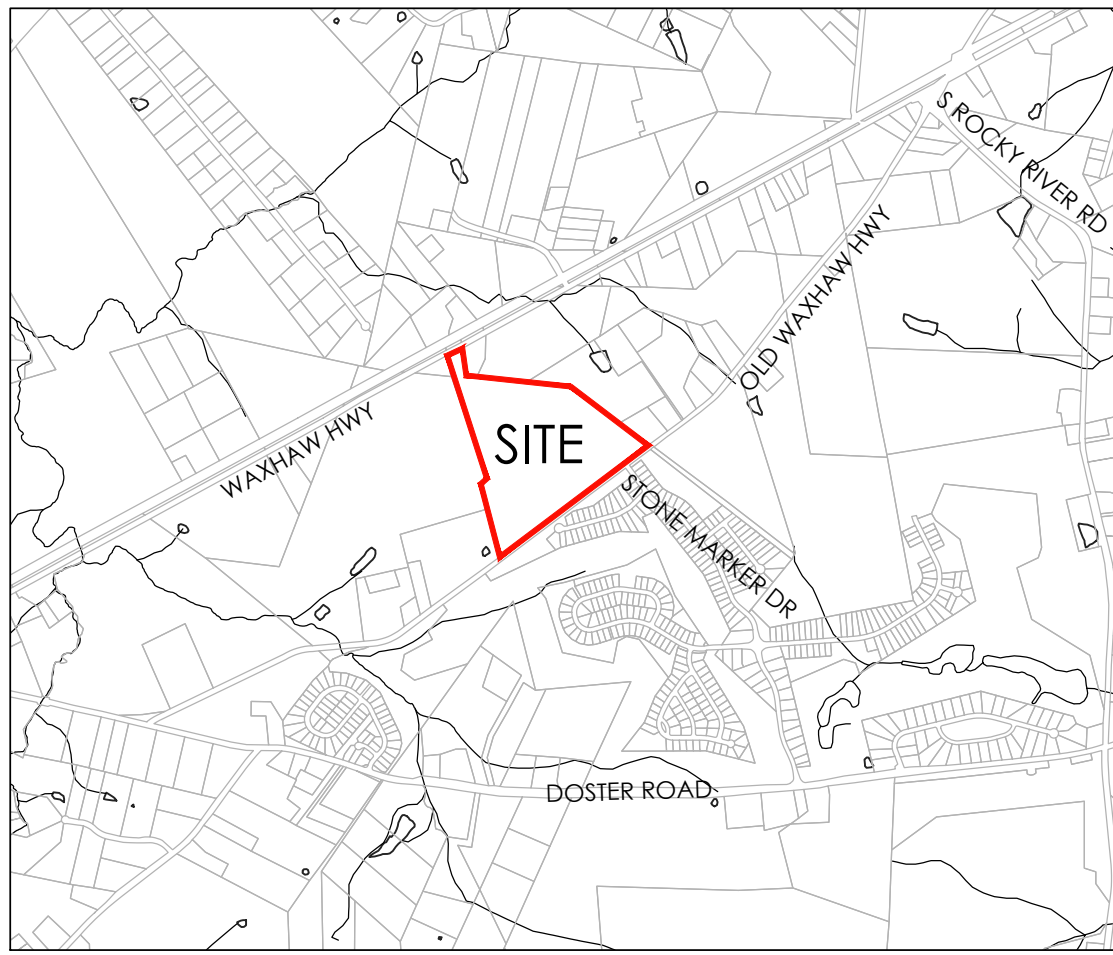 S ROCKY RIVER RD
OLD WAXHAW HWY
WAXHAW HWY
SITE
STONE MARKER DR
DOSTER ROAD